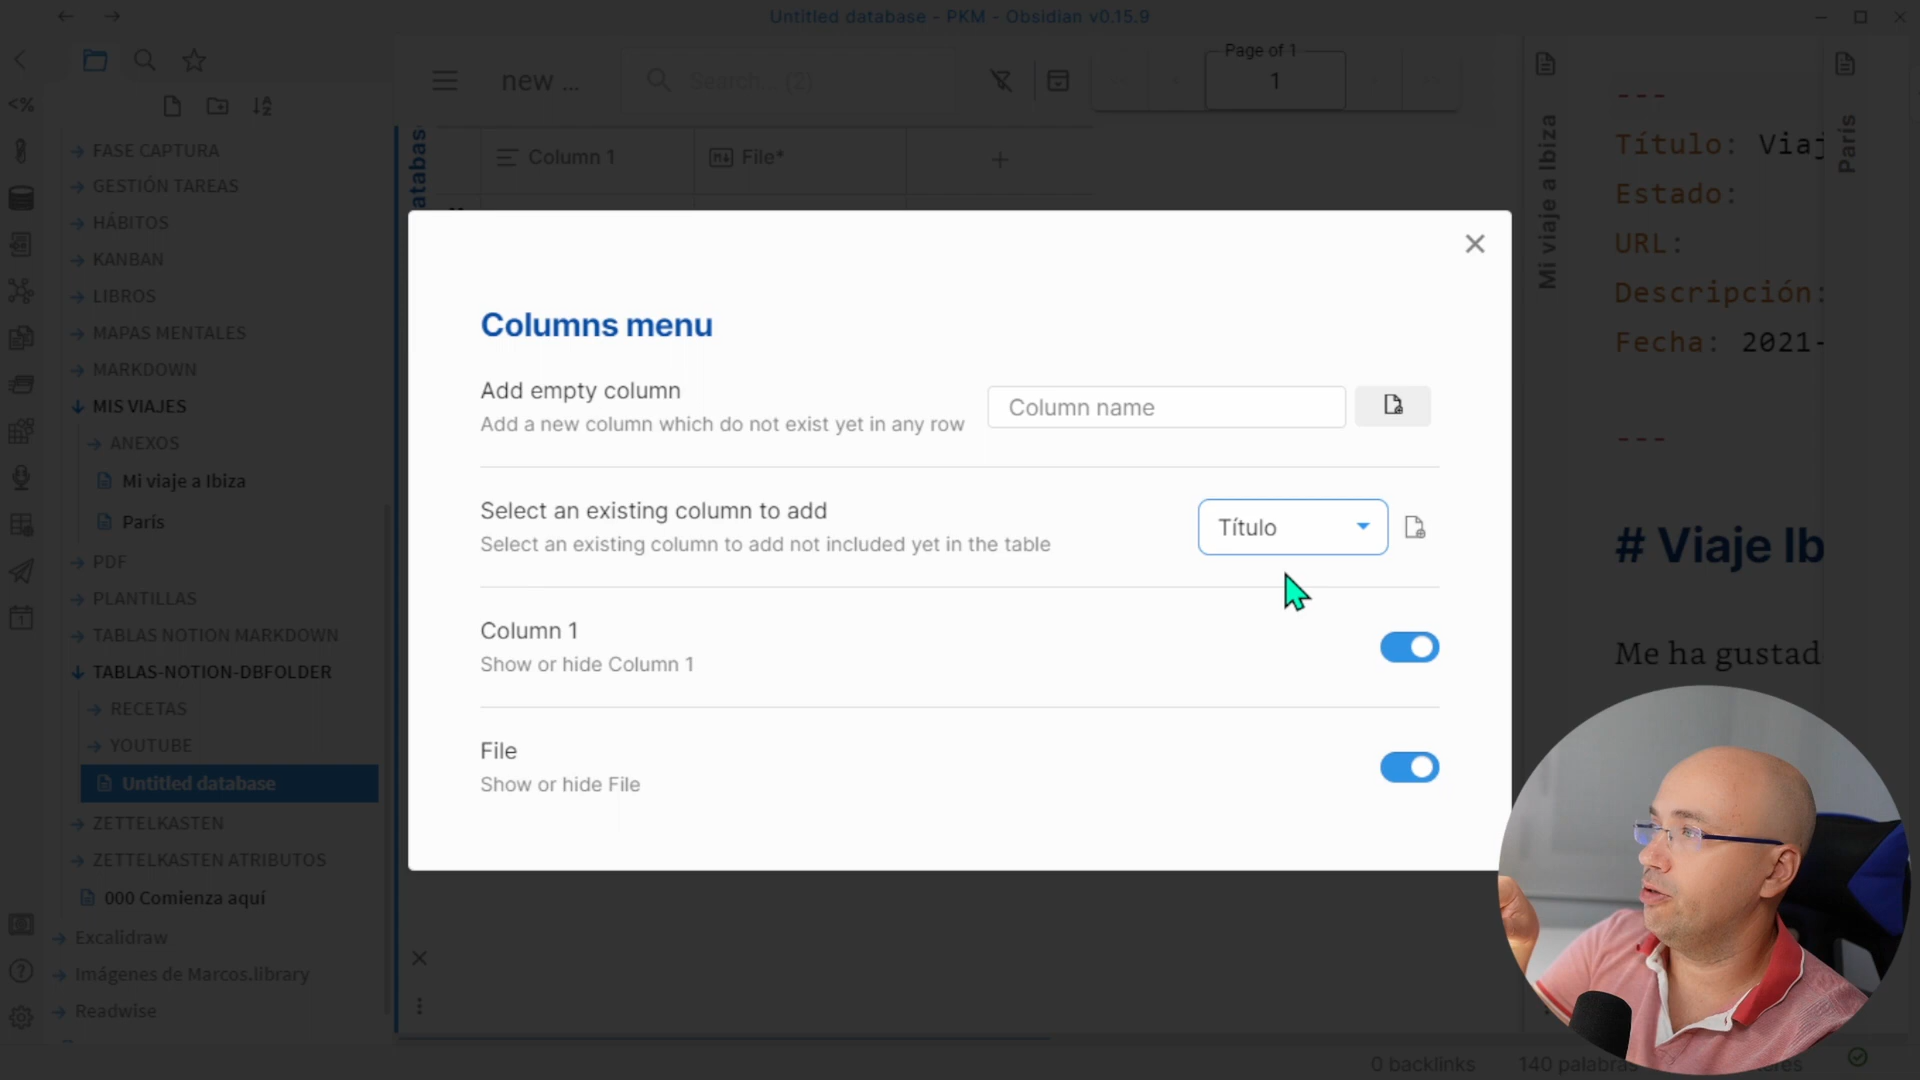 Untitled database - PKM - Obsidian v0.15.9
new ...
Search... (2)
Page of 1
1
Column 1
File*
+
FASE CAPTURA
GESTIÓN TAREAS
HÁBITOS
KANBAN
LIBROS
MAPAS MENTALES
MARKDOWN
MIS VIAJES
ANEXOS
Mi viaje a Ibiza
París
PDF
PLANTILLAS
TABLAS NOTION MARKDOWN
TABLAS-NOTION-DBFOLDER
RECETAS
YOUTUBE
Untitled database
ZETTELKASTEN
ZETTELKASTEN ATRIBUTOS
000 Comienza aquí
Excalidraw
Imágenes de Marcos.library
Readwise
atabas
Columns menu
Add empty column
Add a new column which do not exist yet in any row
Column name
Select an existing column to add
Select an existing column to add not included yet in the table
Título
Column 1
Show or hide Column 1
File
Show or hide File
Mi viaje a Ibiza
---
Título: Viaj
Estado:
URL:
Descripción:
Fecha: 2021-
---
# Viaje Ib
Me ha gustad
París
0 backlinks
140 palabras